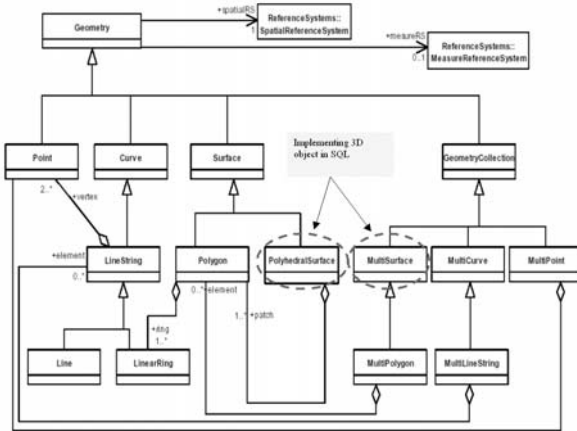 Geometry
+spatialRS
1
ReferenceSystems::
SpatialReferenceSystem
+measureRS
0..1
ReferenceSystems::
MeasureReferenceSystem
Implementing 3D
object in SQL
Point
Curve
Surface
GeometryCollection
2..*
+vertex
+element
0..*
LineString
Polygon
PolyhedralSurface
MultiSurface
MultiCurve
MultiPoint
0..*
+element
+ring
1..*
1..*
+patch
Line
LinearRing
MultiPolygon
MultiLineString